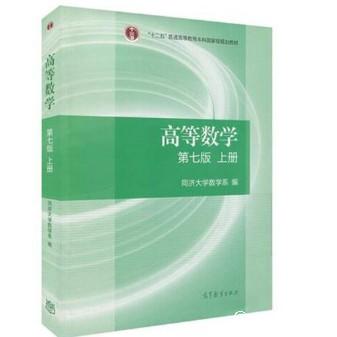 "十二五"普通高等教育本科国家级规划教材
高等数学
第七版 上册
同济大学数学系 编
高等教育出版社
高等数学
第七版 上册
同济大学数学系 编